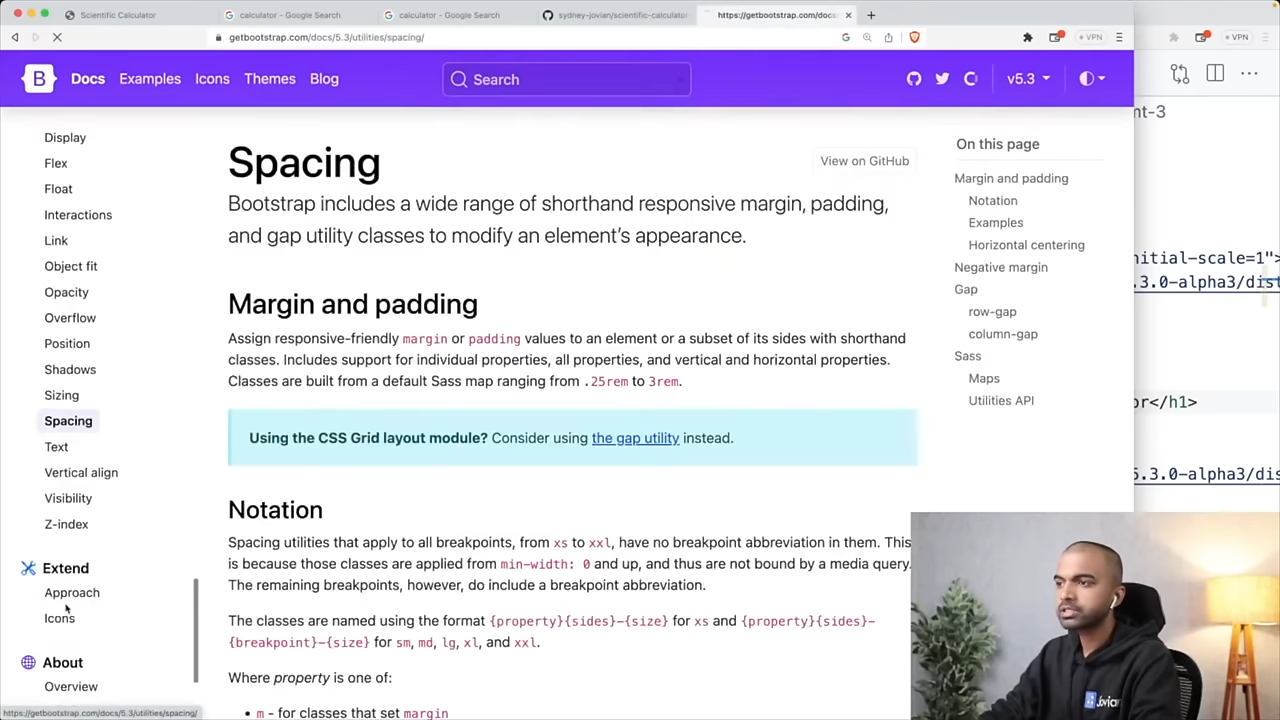 Scientific Calculator
calculator - Google Search
calculator - Google Search
sydney-jovian/scientific-calculator
https://getbootstrap.com/docs
getbootstrap.com/docs/5.3/utilities/spacing/
VPN
VPN
B
Docs
Examples
Icons
Themes
Blog
Search
v5.3
Display
Flex
Float
Interactions
Link
Object fit
Opacity
Overflow
Position
Shadows
Sizing
Spacing
Text
Vertical align
Visibility
Z-index
Extend
Approach
Icons
About
Overview
https://getbootstrap.com/docs/5.3/utilities/spacing/
Spacing
View on GitHub
Bootstrap includes a wide range of shorthand responsive margin, padding,
and gap utility classes to modify an element's appearance.
Margin and padding
Assign responsive-friendly margin or padding values to an element or a subset of its sides with shorthand
classes. Includes support for individual properties, all properties, and vertical and horizontal properties.
Classes are built from a default Sass map ranging from .25rem to 3rem.
Using the CSS Grid layout module? Consider using the gap utility instead.
Notation
Spacing utilities that apply to all breakpoints, from xs to xxl, have no breakpoint abbreviation in them. This
is because those classes are applied from min-width: 0 and up, and thus are not bound by a media query.
The remaining breakpoints, however, do include a breakpoint abbreviation.
The classes are named using the format {property}{sides}-{size} for xs and {property}{sides}-
{breakpoint}-{size} for sm, md, lg, xl, and xxl.
Where property is one of:
• m - for classes that set margin
On this page
Margin and padding
Notation
Examples
Horizontal centering
Negative margin
Gap
row-gap
column-gap
Sass
Maps
Utilities API
nt-3
nitial-scale=1">
.3.0-alpha3/dist
or</h1>
5.3.0-alpha3/dis
Jovian